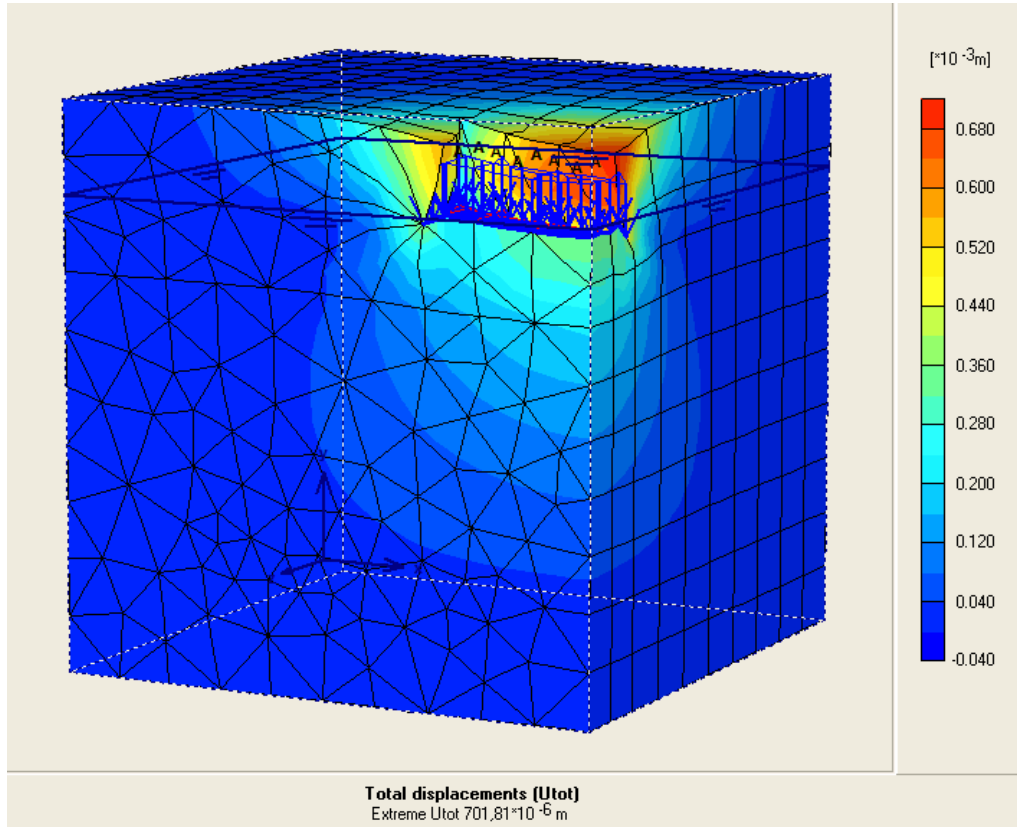 [*10 -3m]
0.680
0.600
0.520
0.440
0.360
0.280
0.200
0.120
0.040
-0.040
A A A A A A A A
y
x
Total displacements (Utot)
Extreme Utot 701,81*10 -6 m